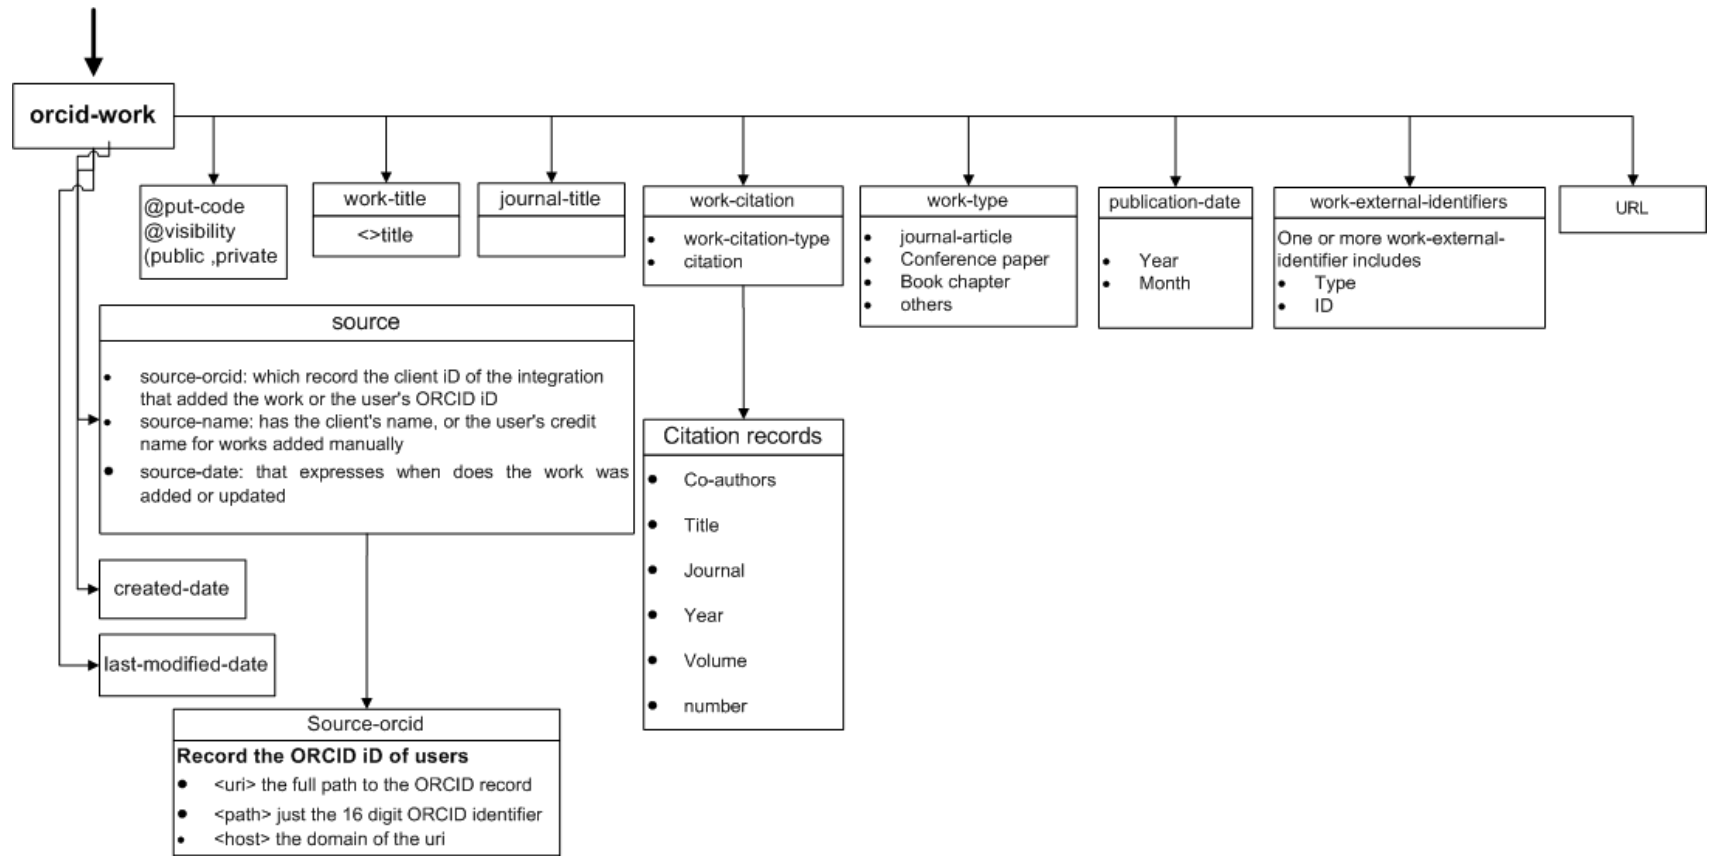 orcid-work
@put-code
@visibility
(public ,private
work-title
<>title
journal-title
work-citation
• work-citation-type
• citation
work-type
• journal-article
• Conference paper
• Book chapter
• others
publication-date
• Year
• Month
work-external-identifiers
One or more work-external-
identifier includes
• Type
• ID
URL
source
• source-orcid: which record the client iD of the integration
that added the work or the user's ORCID iD
• source-name: has the client's name, or the user's credit
name for works added manually
• source-date: that expresses when does the work was
added or updated
Citation records
• Co-authors
• Title
• Journal
• Year
• Volume
• number
created-date
last-modified-date
Source-orcid
Record the ORCID iD of users
• <uri> the full path to the ORCID record
• <path> just the 16 digit ORCID identifier
• <host> the domain of the uri